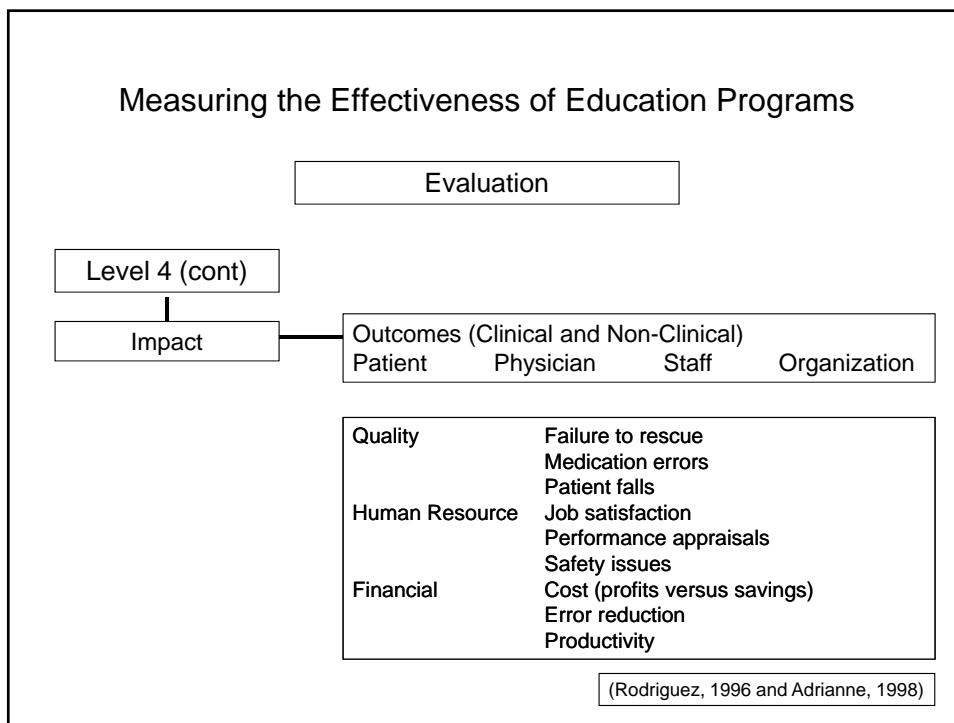 Measuring the Effectiveness of Education Programs
Evaluation
Level 4 (cont)
Impact
Outcomes (Clinical and Non-Clinical)
Patient Physician Staff Organization
Quality Failure to rescue
Medication errors
Patient falls
Human Resource Job satisfaction
Performance appraisals
Safety issues
Financial Cost (profits versus savings)
Error reduction
Productivity
(Rodriguez, 1996 and Adrianne, 1998)